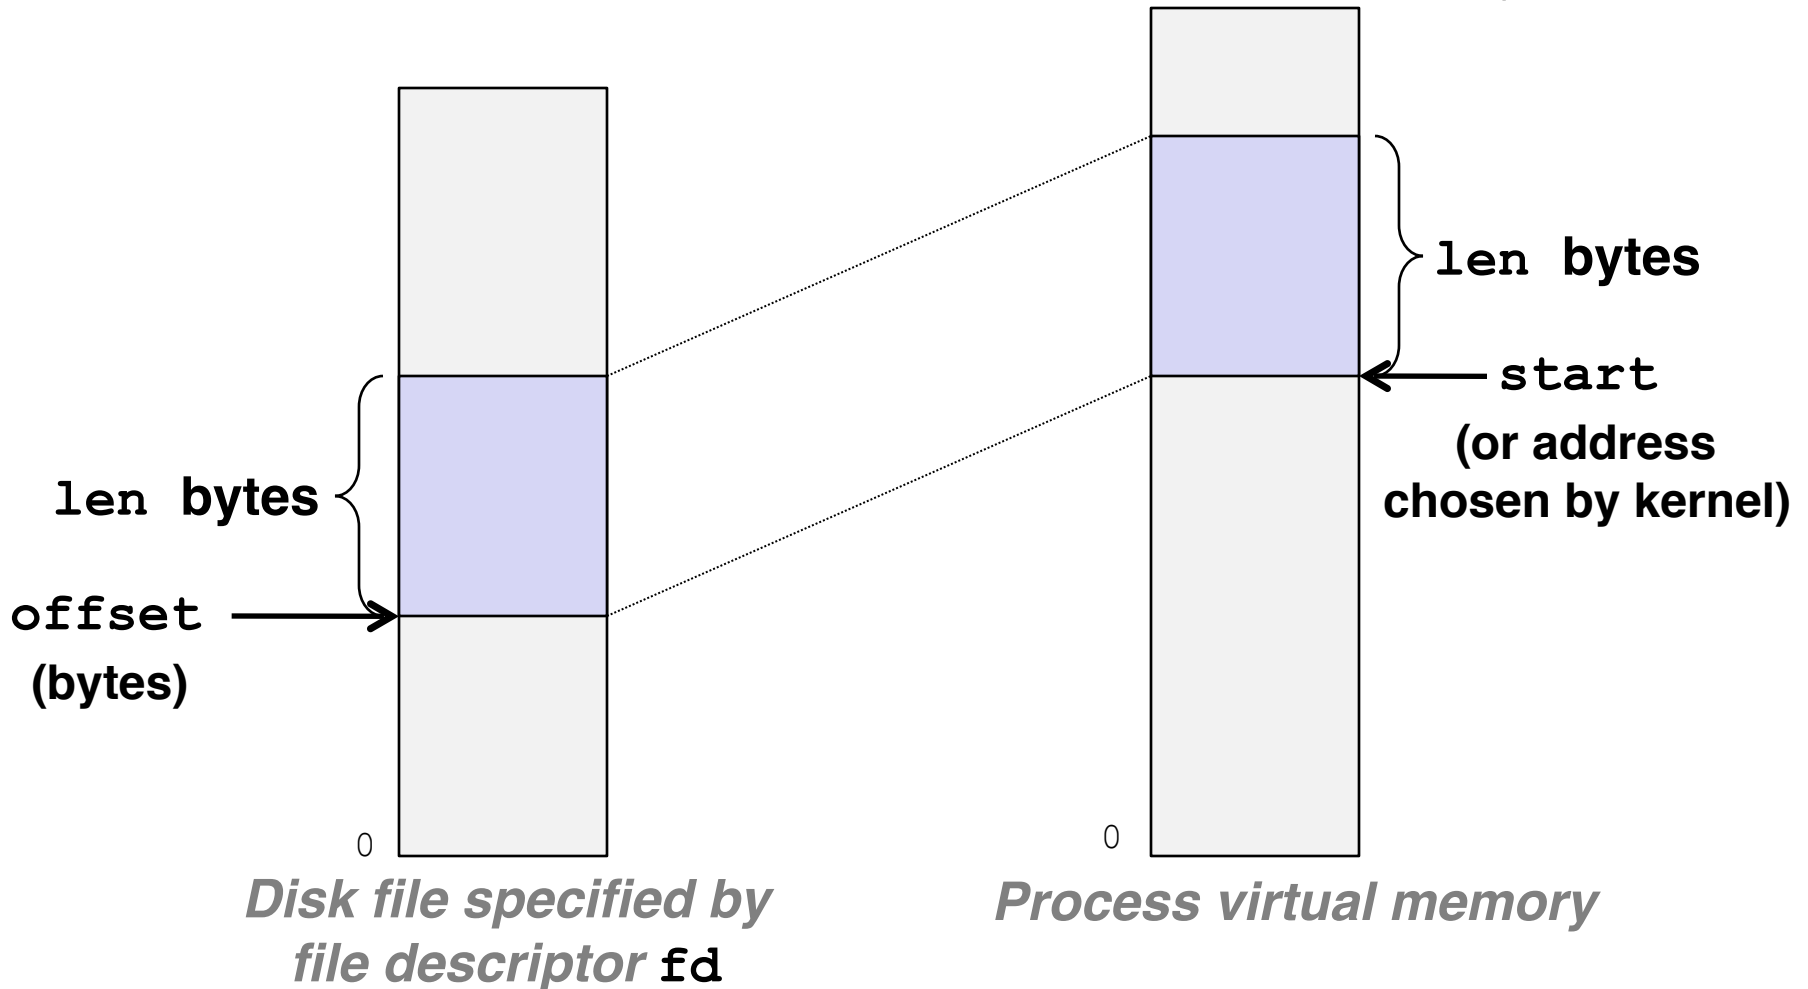 len bytes
start
(or address
chosen by kernel)
len bytes
offset
(bytes)
0
0
Disk file specified by
file descriptor fd
Process virtual memory